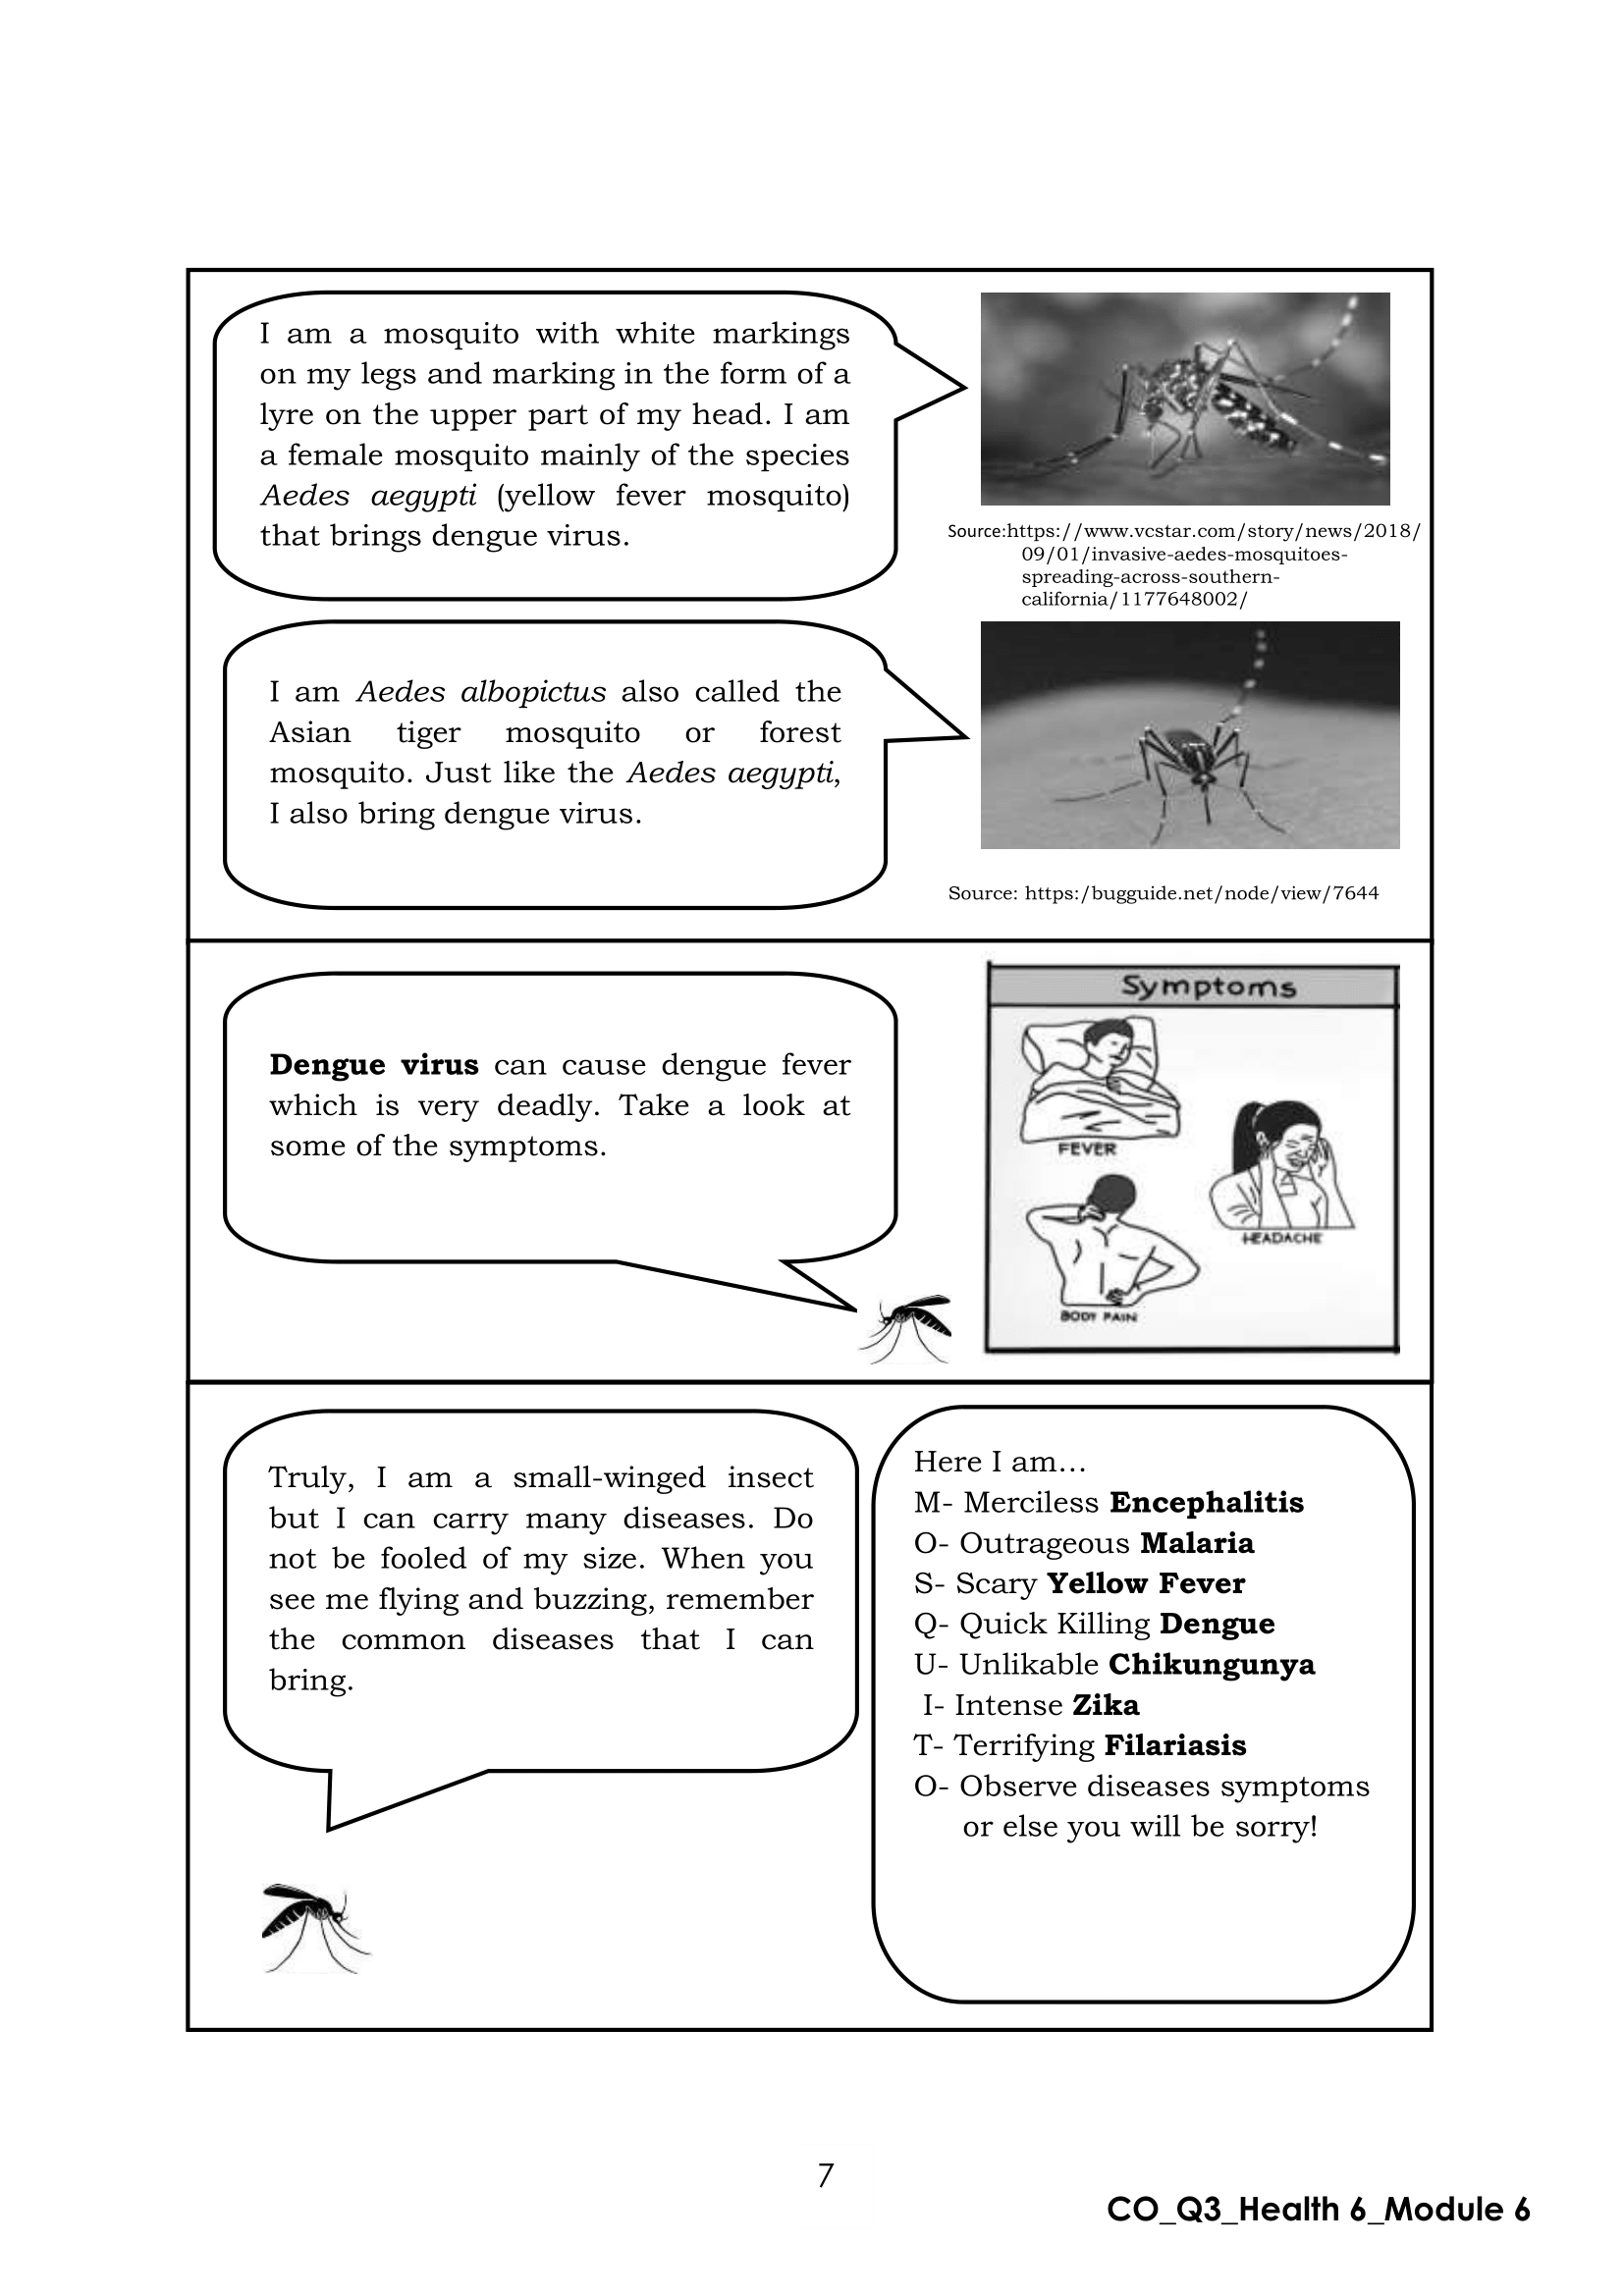 I am a mosquito with white markings
on my legs and marking in the form of a
lyre on the upper part of my head. I am
a female mosquito mainly of the species
Aedes aegypti (yellow fever mosquito)
that brings dengue virus.
Source:https://www.vcstar.com/story/news/2018/
09/01/invasive-aedes-mosquitoes-
spreading-across-southern-
california/1177648002/
I am Aedes albopictus also called the
Asian tiger mosquito or forest
mosquito. Just like the Aedes aegypti,
I also bring dengue virus.
Source: https:/bugguide.net/node/view/7644
Dengue virus can cause dengue fever
which is very deadly. Take a look at
some of the symptoms.
Symptoms
FEVER
HEADACHE
BODY PAIN
Truly, I am a small-winged insect
but I can carry many diseases. Do
not be fooled of my size. When you
see me flying and buzzing, remember
the common diseases that I can
bring.
Here I am…
M- Merciless Encephalitis
O- Outrageous Malaria
S- Scary Yellow Fever
Q- Quick Killing Dengue
U- Unlikable Chikungunya
I- Intense Zika
T- Terrifying Filariasis
O- Observe diseases symptoms
or else you will be sorry!
7
CO_Q3_Health 6_Module 6